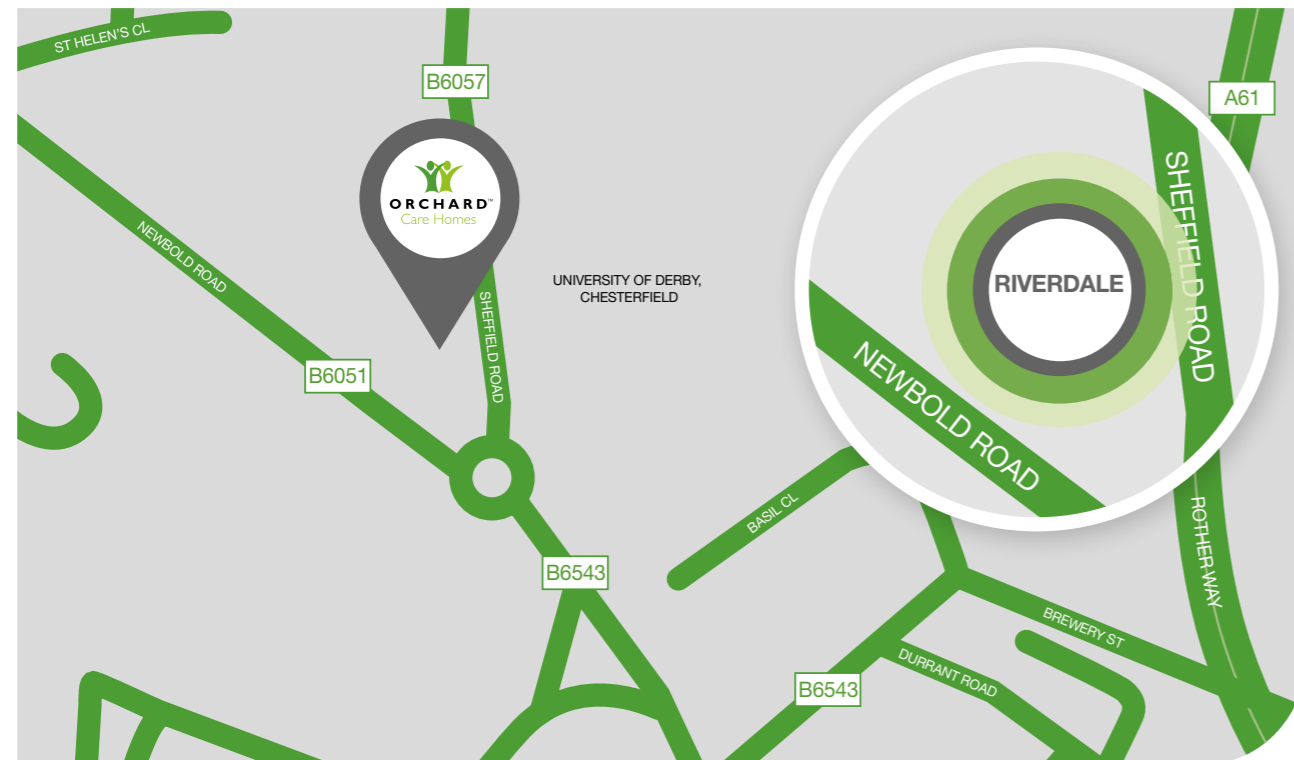 ST HELEN'S CL
B6057
A61
ORCHARD™
Care Homes
NEWBOLD ROAD
UNIVERSITY OF DERBY,
CHESTERFIELD
SHEFFIELD ROAD
B6051
SHEFFIELD ROAD
RIVERDALE
NEWBOLD ROAD
BASIL CL
ROTHER WAY
B6543
BREWERY ST
DURRANT ROAD
B6543